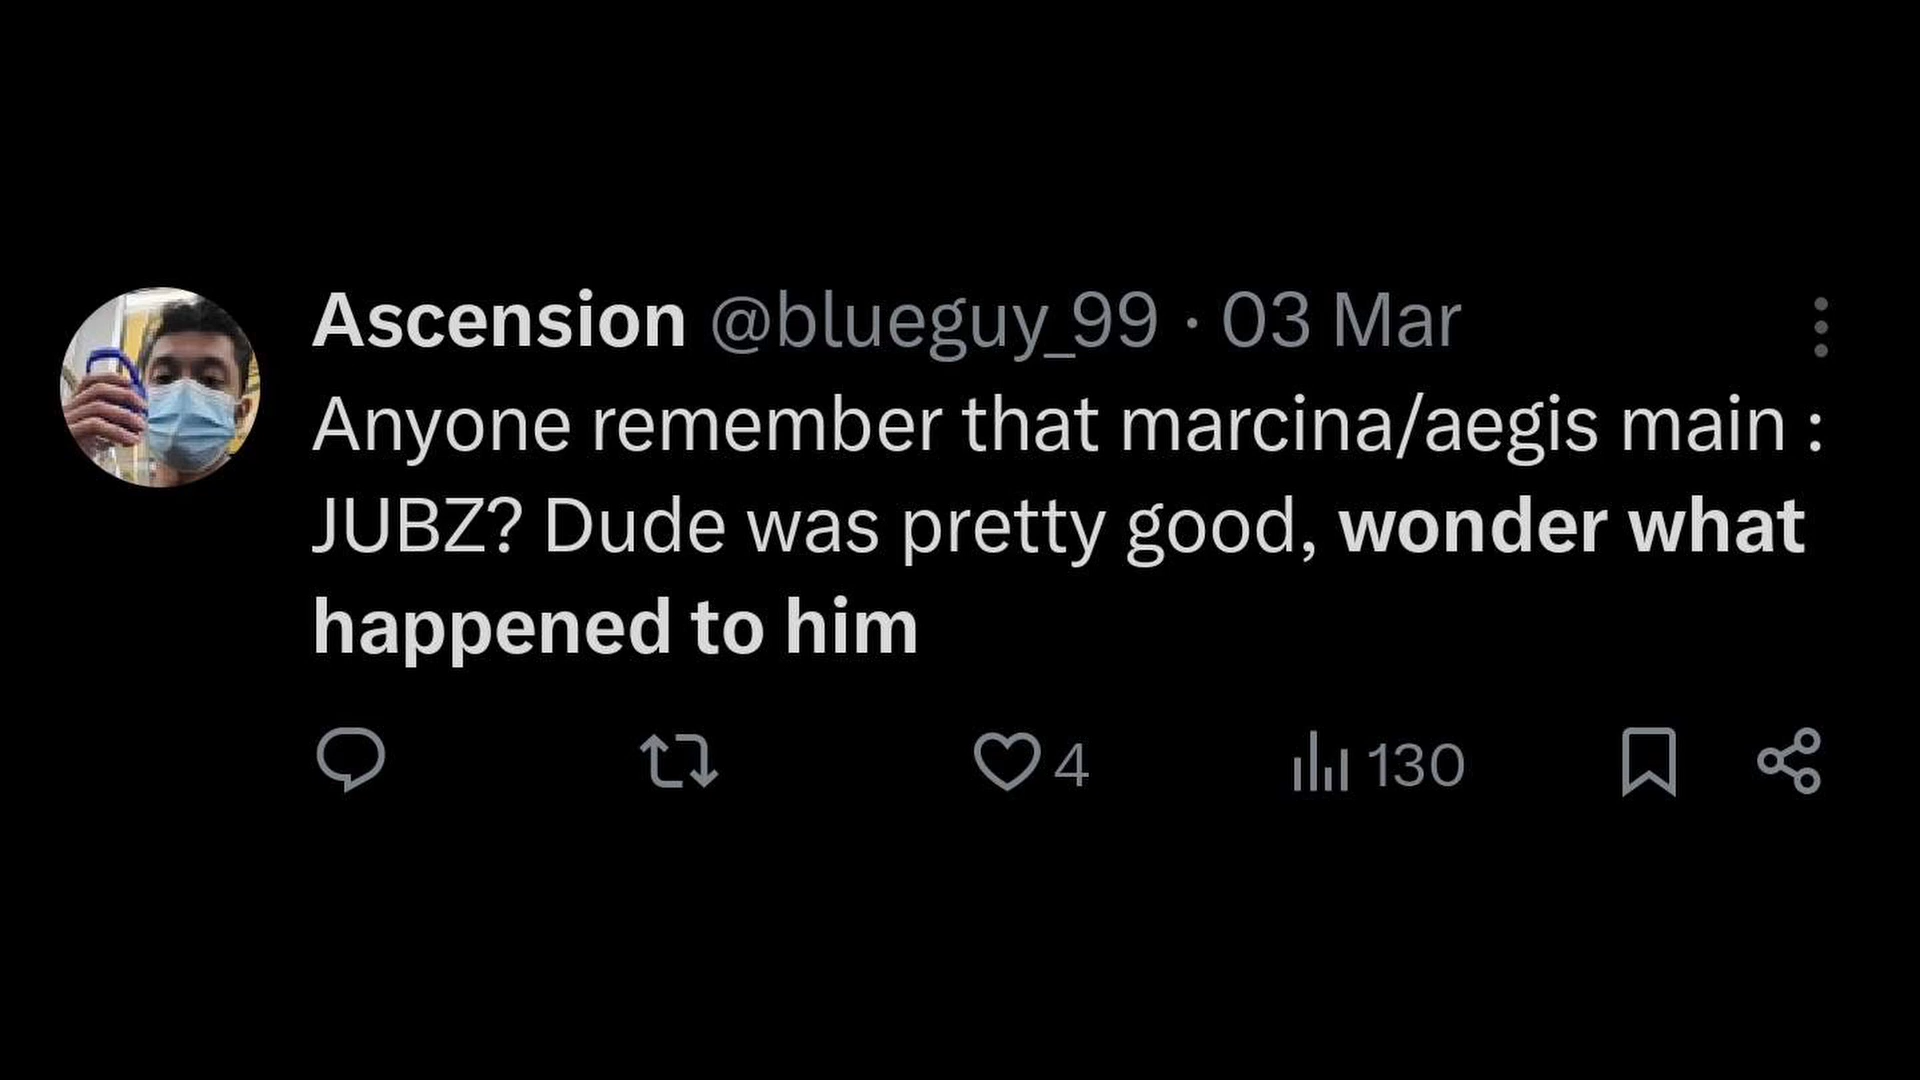 Ascension @blueguy_99 · 03 Mar
Anyone remember that marcina/aegis main :
JUBZ? Dude was pretty good, wonder what
happened to him
4 130